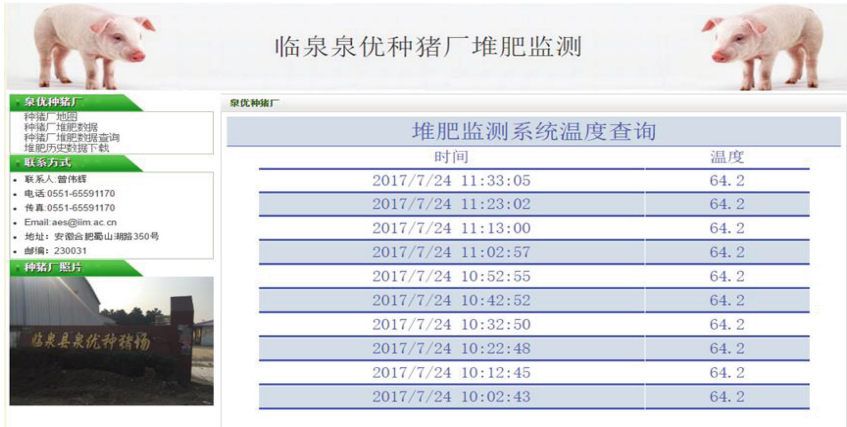 临泉泉优种猪厂堆肥监测
泉优种猪厂
种猪厂地图
种猪厂堆肥数据
种猪厂堆肥数据查询
堆肥历史数据下载
联系方式
联系人:曾伟辉
电话:0551-65591170
传真:0551-65591170
Email:aes@iim.ac.cn
地址：安徽合肥蜀山湖路350号
邮编：230031
种猪厂照片
临泉县泉优种猪场
泉优种猪厂
堆肥监测系统温度查询
时间 温度
2017/7/24 11:33:05 64.2
2017/7/24 11:23:02 64.2
2017/7/24 11:13:00 64.2
2017/7/24 11:02:57 64.2
2017/7/24 10:52:55 64.2
2017/7/24 10:42:52 64.2
2017/7/24 10:32:50 64.2
2017/7/24 10:22:48 64.2
2017/7/24 10:12:45 64.2
2017/7/24 10:02:43 64.2